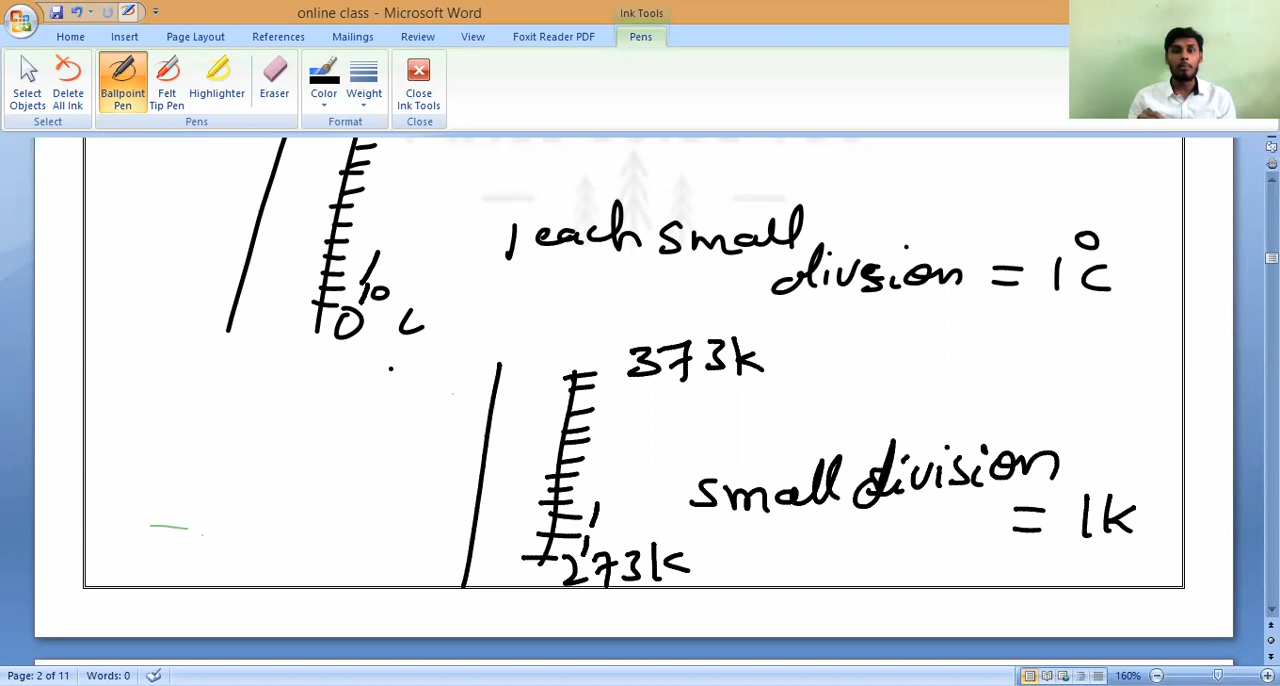 online class - Microsoft Word
Ink Tools
Home Insert Page Layout References Mailings Review View Foxit Reader PDF Pens
Select Objects
Delete All Ink
Ballpoint Pen
Felt Tip Pen
Highlighter
Eraser
Color
Weight
Close Ink Tools
Select Pens Format Close
1 each small
divsion = 1°C
10
0 C
373k
small division
= 1k
273k
Page: 2 of 11 Words: 0 160%